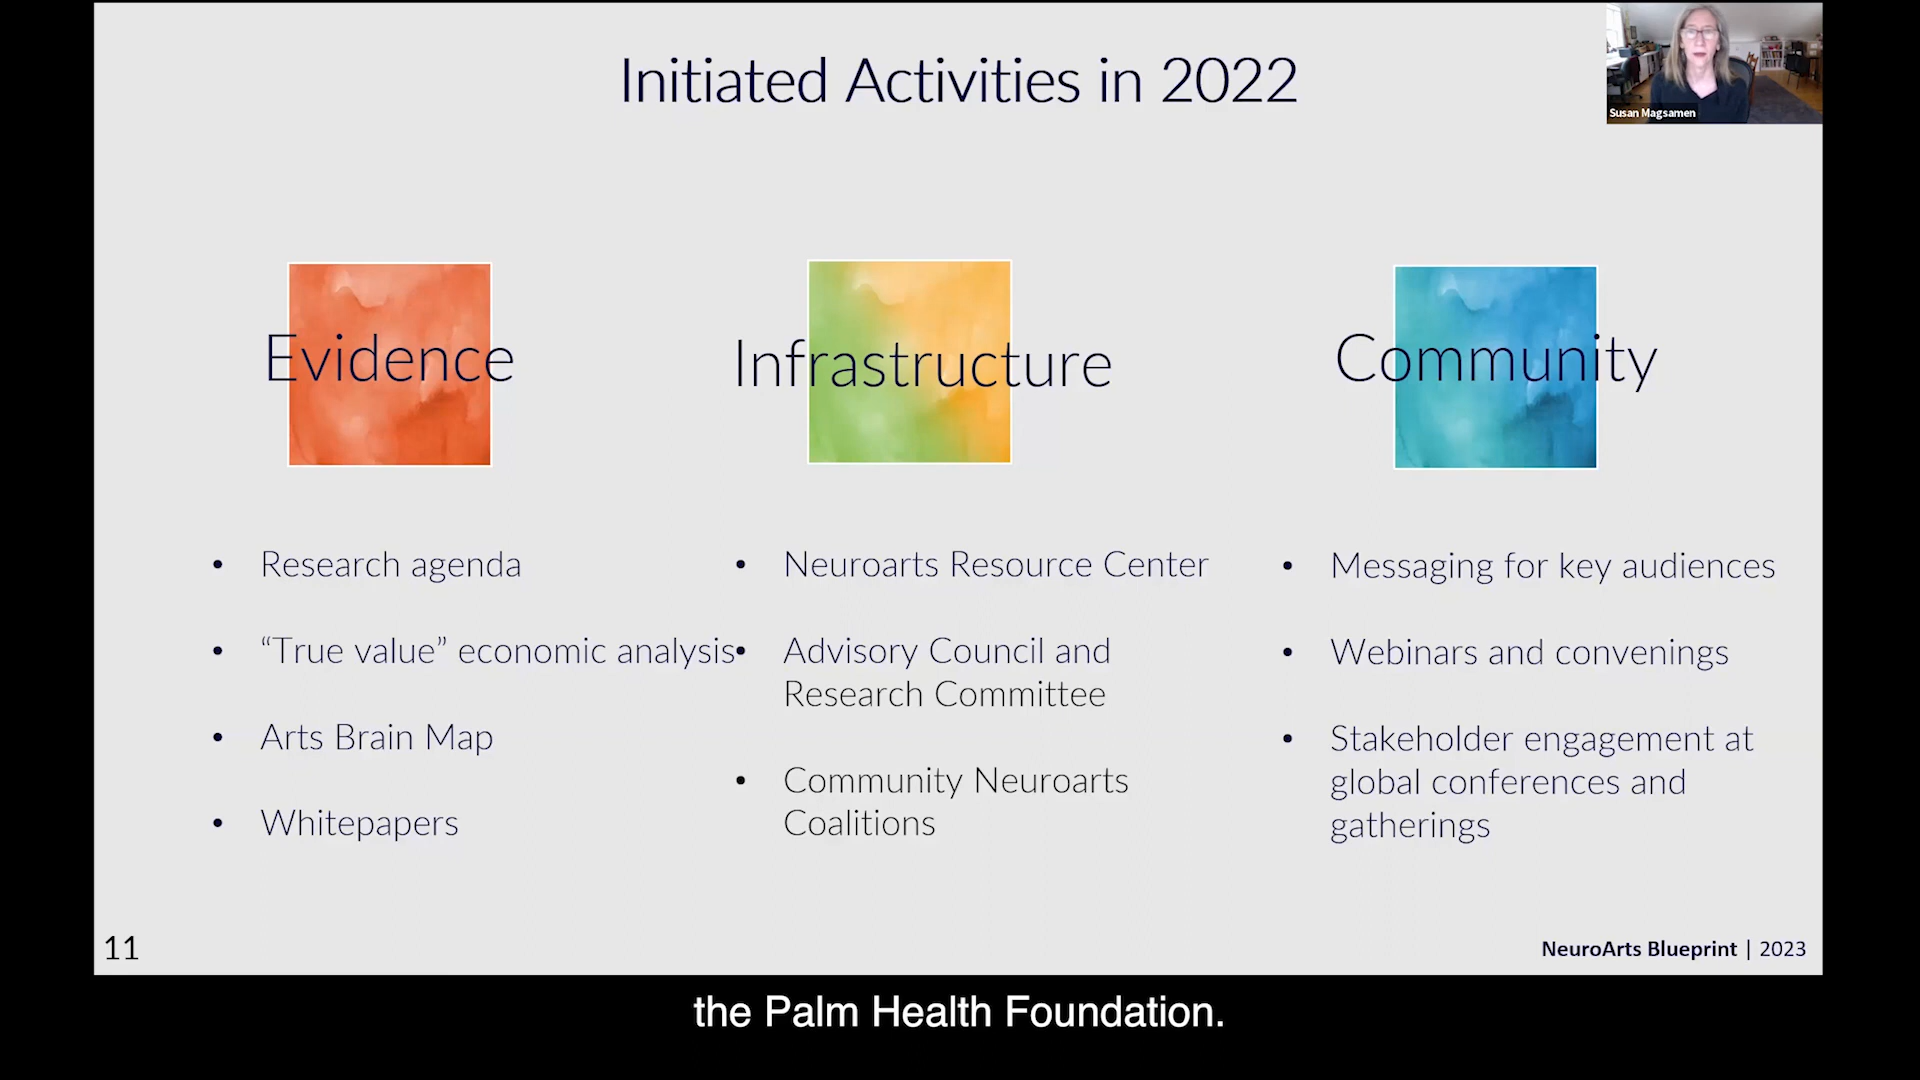 Initiated Activities in 2022
Susan Magsamen
Evidence
• Research agenda
• “True value” economic analysis
• Arts Brain Map
• Whitepapers
Infrastructure
• Neuroarts Resource Center
• Advisory Council and
Research Committee
• Community Neuroarts
Coalitions
Community
• Messaging for key audiences
• Webinars and convenings
• Stakeholder engagement at
global conferences and
gatherings
11
NeuroArts Blueprint | 2023
the Palm Health Foundation.